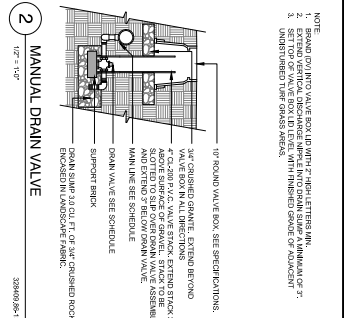 NOTE:
1. BRAND (DV) INTO VALVE BOX LID WITH 2" HIGH LETTERS MIN.
2. EXTEND VERTICAL DISCHARGE NIPPLE INTO DRAIN SUMP A MINIMUM OF 3".
3. SET TOP OF VALVE BOX LID LEVEL WITH FINISHED GRADE OF ADJACENT
UNDISTURBED TURF GRASS AREAS.
10" ROUND VALVE BOX, SEE SPECIFICATIONS.
3/4" CRUSHED GRANITE. EXTEND BEYOND
VALVE BOX IN ALL DIRECTIONS.
4" CL-200 P.V.C. VALVE STACK. EXTEND STACK
ABOVE SURFACE OF GRAVEL. STACK TO BE
SLOTTED TO SLIP OVER DRAIN VALVE ASSEMBL
AND EXTEND 3" BELOW DRAIN VALVE.
MAIN LINE SEE SCHEDULE
DRAIN VALVE SEE SCHEDULE
SUPPORT BRICK
DRAIN SUMP 3.0 CU. FT. OF 3/4" CRUSHED ROCK
ENCASED IN LANDSCAPE FABRIC.
2 MANUAL DRAIN VALVE
1/2" = 1'-0"
328409.86-1